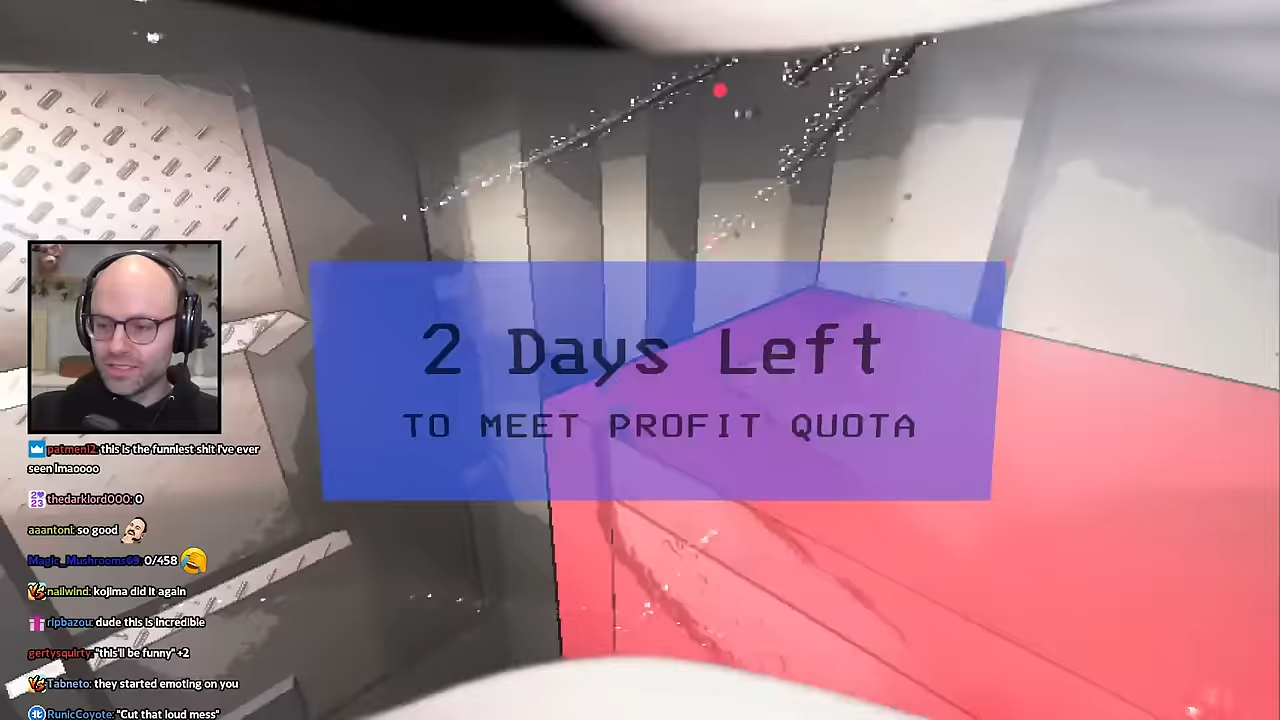 2 Days Left
TO MEET PROFIT QUOTA
patmen12: this is the funniest shit i've ever
seen lmaoooo
thedarklord000: 0
aaantoni: so good
Magic_Mushrooms69: 0/458
nailwind: kojima did it again
ripbazou: dude this is incredible
gertysquirty: "this'll be funny" +2
Tabneto: they started emoting on you
RunicCoyote: "Cut that loud mess"